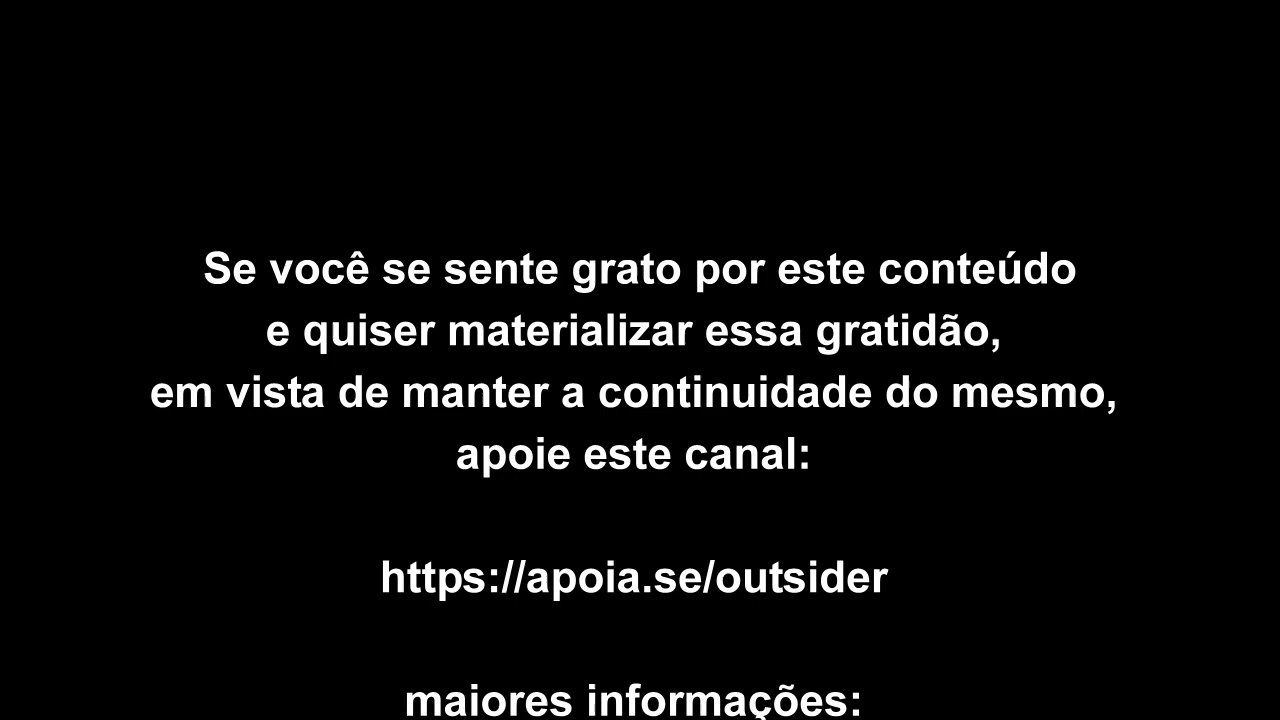 Se você se sente grato por este conteúdo
e quiser materializar essa gratidão,
em vista de manter a continuidade do mesmo,
apoie este canal:
https://apoia.se/outsider
maiores informações: